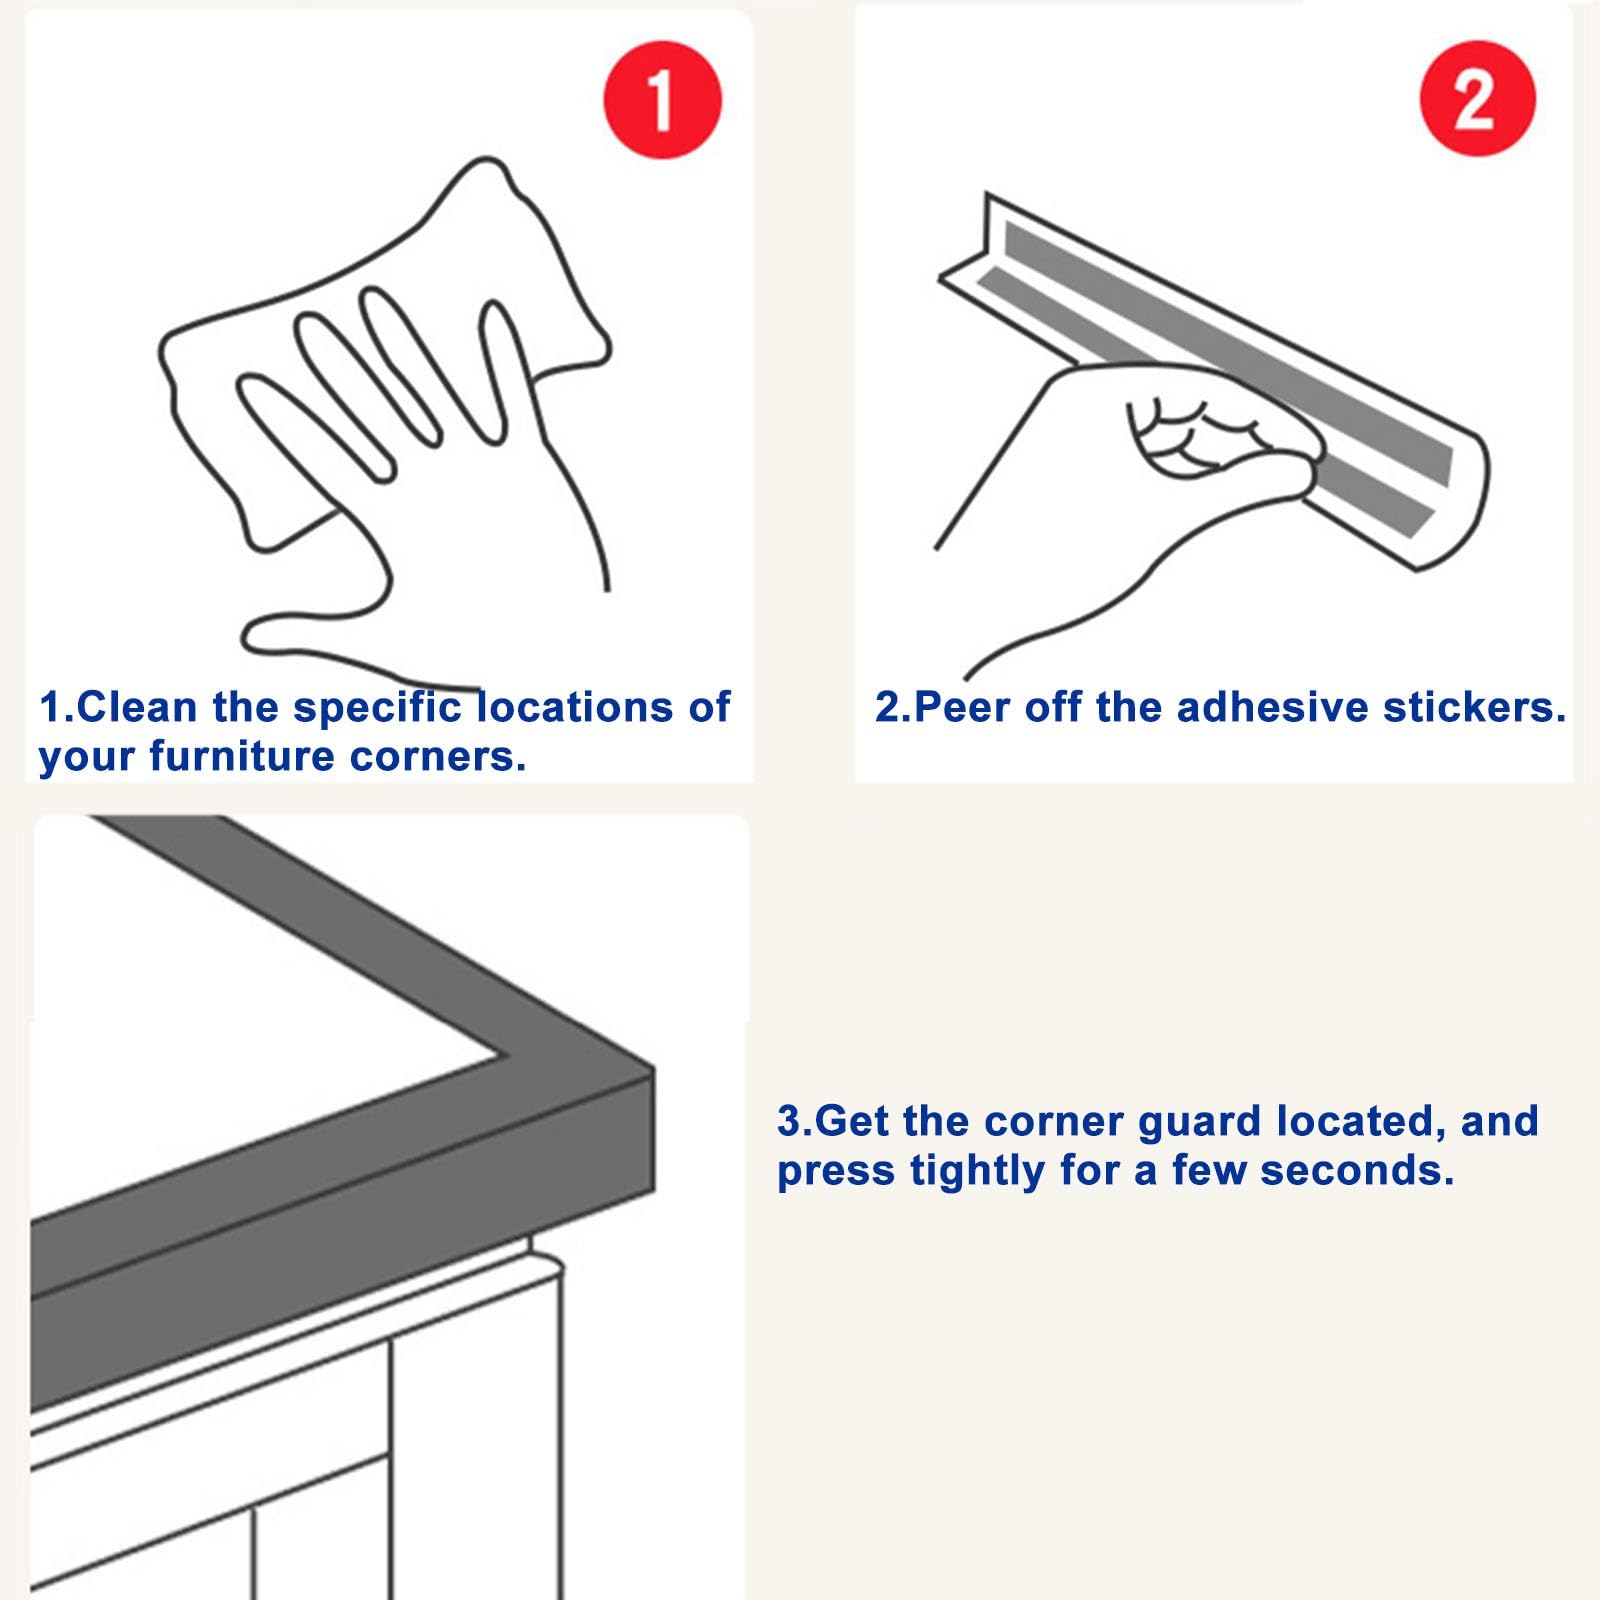 1
2
1.Clean the specific locations of
your furniture corners.
2.Peer off the adhesive stickers.
3.Get the corner guard located, and
press tightly for a few seconds.